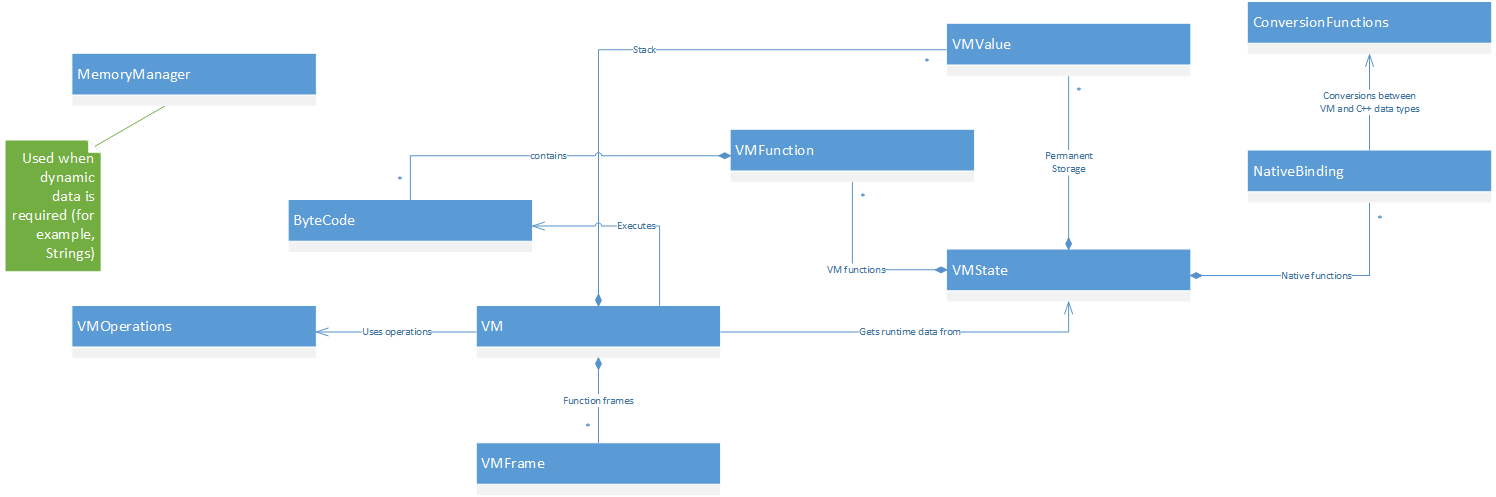 ConversionFunctions
VMValue
Stack
*
MemoryManager
*
Conversions between
VM and C++ data types
Used when
dynamic
data is
required (for
example,
Strings)
VMFunction
contains
Permanent
Storage
*
NativeBinding
*
ByteCode
Executes
*
VM functions
VMState
Native functions
VMOperations
Uses operations
VM
Gets runtime data from
Function frames
*
VMFrame